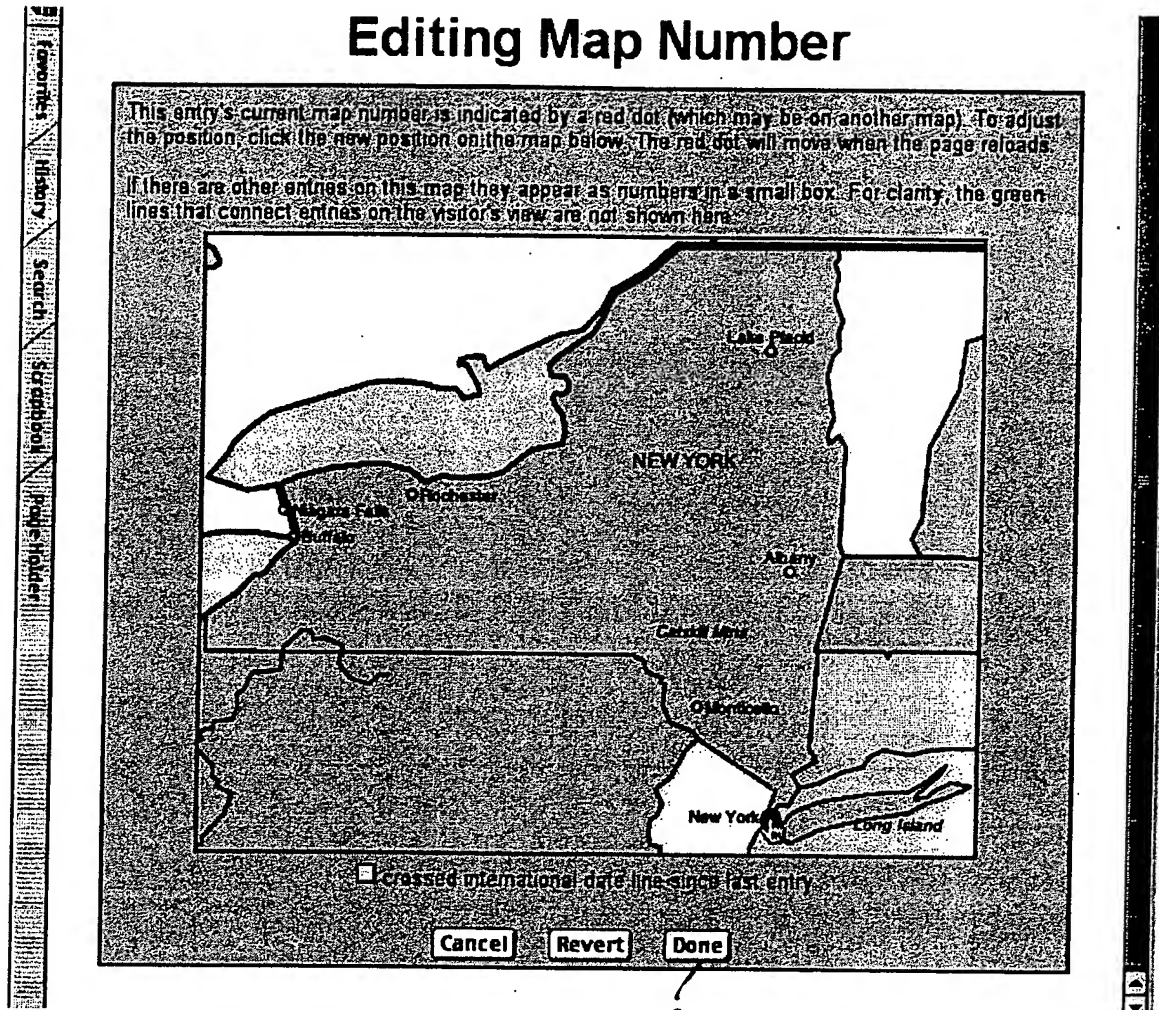 Editing Map Number
This entry's current map number is indicated by a red dot (which may be on another map). To adjust
the position, click the new position on the map below. The red dot will move when the page reloads.
If there are other entries on this map they appear as numbers in a small box. For clarity, the green
lines that connect entries on the visitor's view are not shown here.
Lake Placid
NEW YORK
Rochester
Niagara Falls
Buffalo
Albany
Catskill Mtns
Monticello
New York
Long Island
crossed international date line since last entry
Cancel Revert Done
Favorites
History
Search
Scrapbook
Page Holder